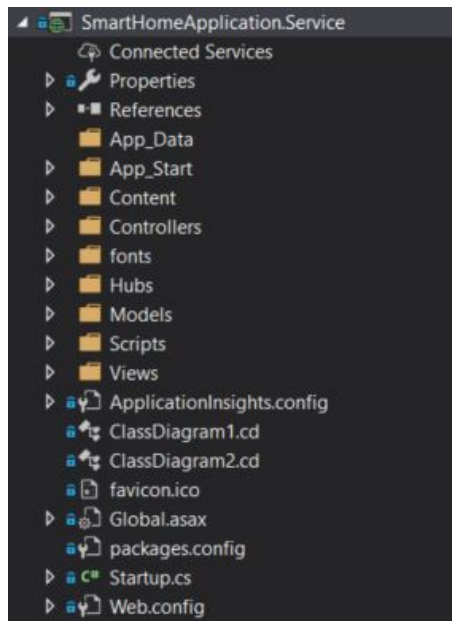 SmartHomeApplication.Service
Connected Services
Properties
References
App_Data
App_Start
Content
Controllers
fonts
Hubs
Models
Scripts
Views
ApplicationInsights.config
ClassDiagram1.cd
ClassDiagram2.cd
favicon.ico
Global.asax
packages.config
C# Startup.cs
Web.config